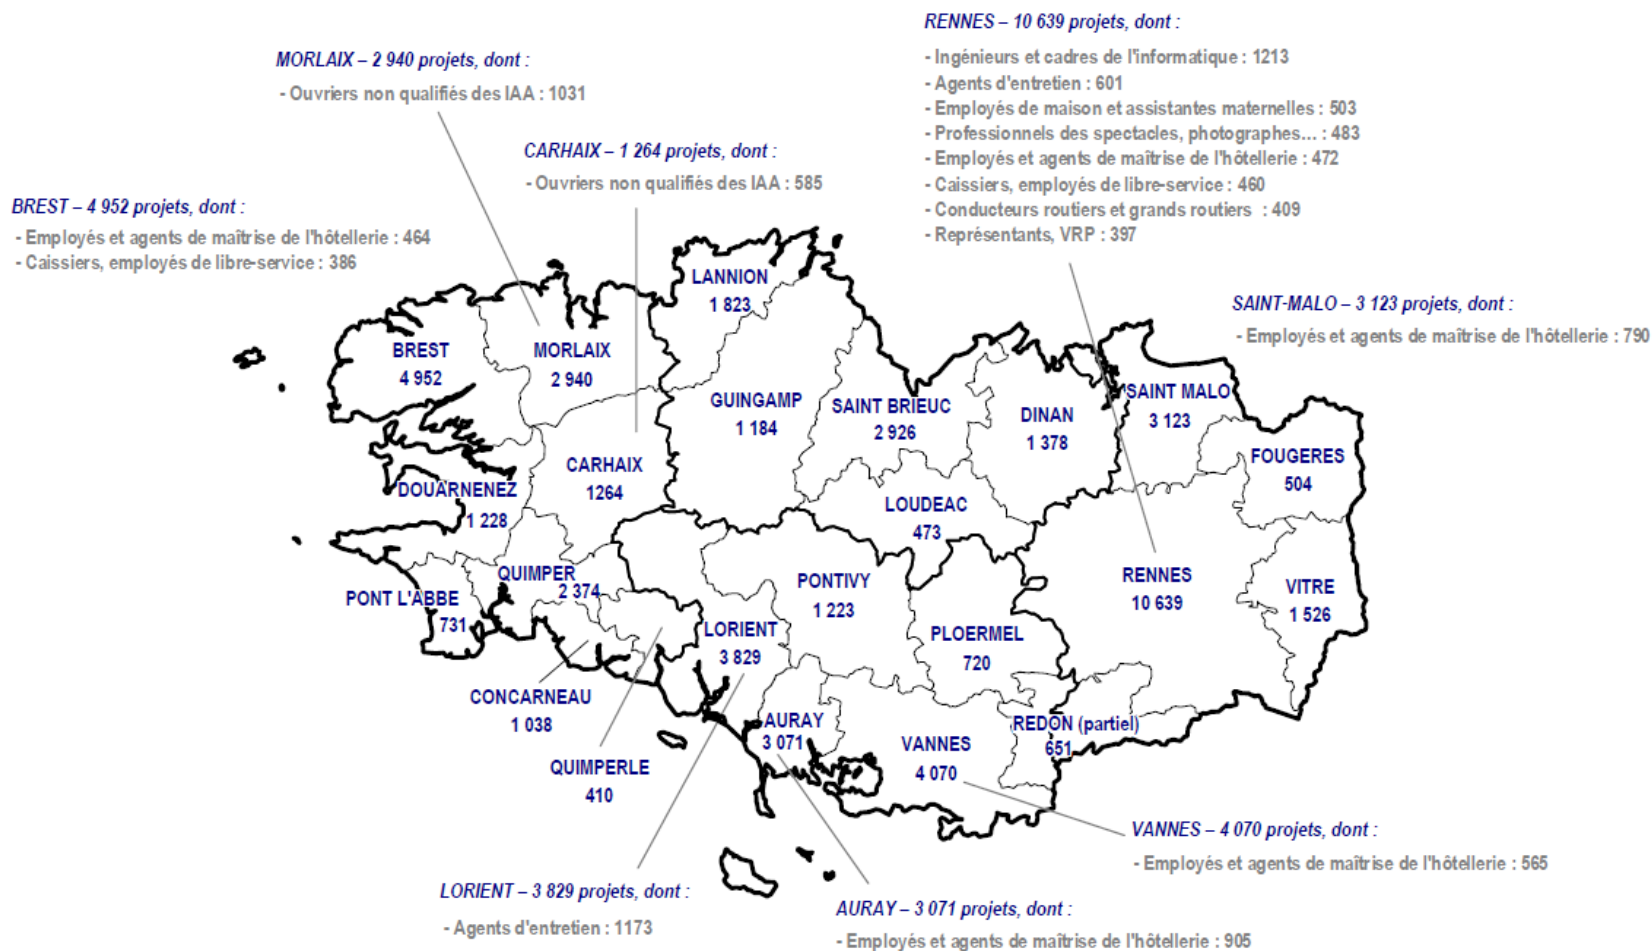 RENNES – 10 639 projets, dont :
- Ingénieurs et cadres de l'informatique : 1213
- Agents d'entretien : 601
- Employés de maison et assistantes maternelles : 503
- Professionnels des spectacles, photographes... : 483
- Employés et agents de maîtrise de l'hôtellerie : 472
- Caissiers, employés de libre-service : 460
- Conducteurs routiers et grands routiers : 409
- Représentants, VRP : 397
MORLAIX – 2 940 projets, dont :
- Ouvriers non qualifiés des IAA : 1031
CARHAIX – 1 264 projets, dont :
- Ouvriers non qualifiés des IAA : 585
BREST – 4 952 projets, dont :
- Employés et agents de maîtrise de l'hôtellerie : 464
- Caissiers, employés de libre-service : 386
SAINT-MALO – 3 123 projets, dont :
- Employés et agents de maîtrise de l'hôtellerie : 790
LANNION
1 823
BREST
4 952
MORLAIX
2 940
GUINGAMP
1 184
SAINT BRIEUC
2 926
DINAN
1 378
SAINT MALO
3 123
FOUGERES
504
CARHAIX
1264
DOUARNENEZ
1 228
LOUDEAC
473
QUIMPER
2 374
PONT L'ABBE
731
PONTIVY
1 223
RENNES
10 639
VITRE
1 526
LORIENT
3 829
PLOERMEL
720
CONCARNEAU
1 038
AURAY
3 071
REDON (partiel)
651
VANNES
4 070
QUIMPERLE
410
VANNES – 4 070 projets, dont :
- Employés et agents de maîtrise de l'hôtellerie : 565
LORIENT – 3 829 projets, dont :
- Agents d'entretien : 1173
AURAY – 3 071 projets, dont :
- Employés et agents de maîtrise de l'hôtellerie : 905